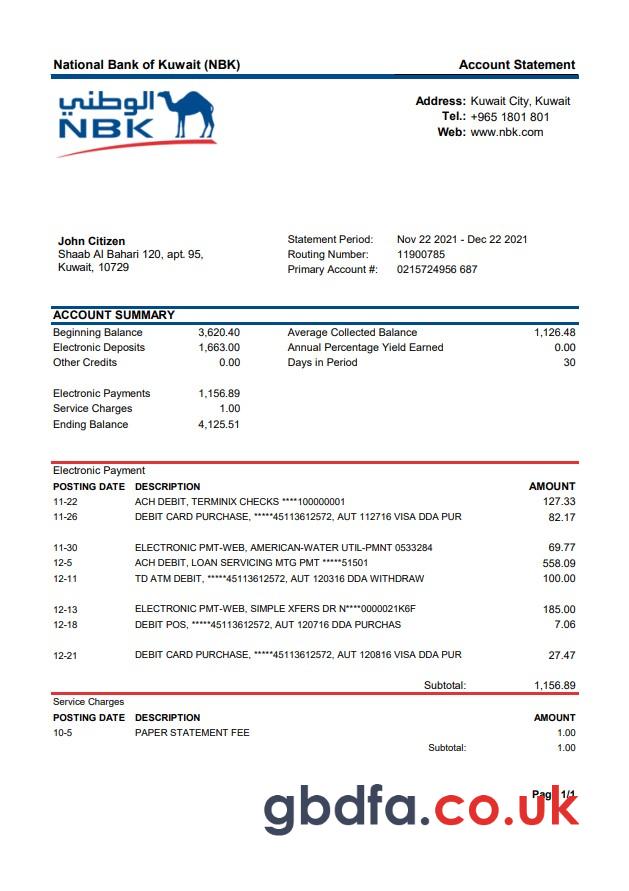 National Bank of Kuwait (NBK) Account Statement
الوطني
NBK
Address: Kuwait City, Kuwait
Tel.: +965 1801 801
Web: www.nbk.com
John Citizen
Shaab Al Bahari 120, apt. 95,
Kuwait, 10729
Statement Period: Nov 22 2021 - Dec 22 2021
Routing Number: 11900785
Primary Account #: 0215724956 687
ACCOUNT SUMMARY
Beginning Balance 3,620.40 Average Collected Balance 1,126.48
Electronic Deposits 1,663.00 Annual Percentage Yield Earned 0.00
Other Credits 0.00 Days in Period 30
Electronic Payments 1,156.89
Service Charges 1.00
Ending Balance 4,125.51
Electronic Payment
POSTING DATE DESCRIPTION AMOUNT
11-22 ACH DEBIT, TERMINIX CHECKS ****100000001 127.33
11-26 DEBIT CARD PURCHASE, *****45113612572, AUT 112716 VISA DDA PUR 82.17
11-30 ELECTRONIC PMT-WEB, AMERICAN-WATER UTIL-PMNT 0533284 69.77
12-5 ACH DEBIT, LOAN SERVICING MTG PMT *****51501 558.09
12-11 TD ATM DEBIT, *****45113612572, AUT 120316 DDA WITHDRAW 100.00
12-13 ELECTRONIC PMT-WEB, SIMPLE XFERS DR N****0000021K6F 185.00
12-18 DEBIT POS, *****45113612572, AUT 120716 DDA PURCHAS 7.06
12-21 DEBIT CARD PURCHASE, *****45113612572, AUT 120816 VISA DDA PUR 27.47
Subtotal: 1,156.89
Service Charges
POSTING DATE DESCRIPTION AMOUNT
10-5 PAPER STATEMENT FEE 1.00
Subtotal: 1.00
Page 1/1
gbdfa.co.uk